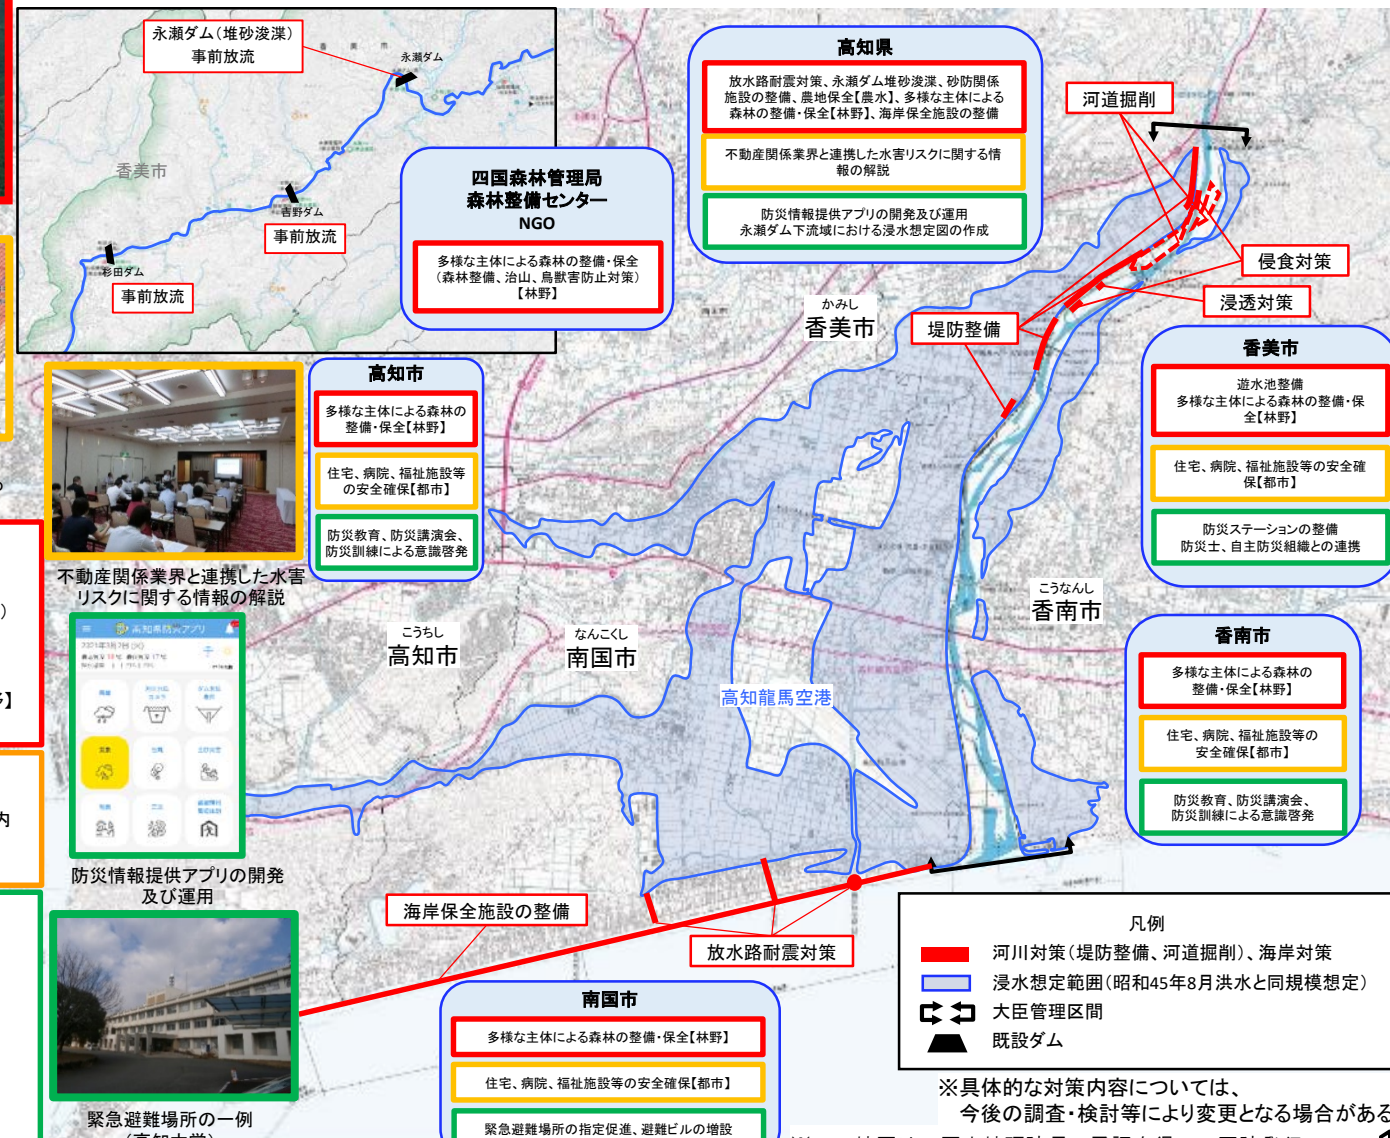 永瀬ダム(堆砂浚渫)
事前放流
永瀬ダム
香美市
吉野ダム
事前放流
杉田ダム
事前放流
四国森林管理局
森林整備センター
NGO
多様な主体による森林の整備・保全
(森林整備、治山、鳥獣害防止対策)
【林野】
高知県
放水路耐震対策、永瀬ダム堆砂浚渫、砂防関係
施設の整備、農地保全【農水】、多様な主体による
森林の整備・保全【林野】、海岸保全施設の整備
不動産関係業界と連携した水害リスクに関する情
報の解説
防災情報提供アプリの開発及び運用
永瀬ダム下流域における浸水想定図の作成
河道掘削
侵食対策
浸透対策
堤防整備
かみし
香美市
高知市
多様な主体による森林の
整備・保全【林野】
住宅、病院、福祉施設等
の安全確保【都市】
防災教育、防災講演会、
防災訓練による意識啓発
香美市
遊水池整備
多様な主体による森林の整備・保
全【林野】
住宅、病院、福祉施設等の安全確
保【都市】
防災ステーションの整備
防災士、自主防災組織との連携
不動産関係業界と連携した水害
リスクに関する情報の解説
高知県防災アプリ
こうちし
高知市
なんこくし
南国市
こうなんし
香南市
高知龍馬空港
香南市
多様な主体による森林の
整備・保全【林野】
住宅、病院、福祉施設等の
安全確保【都市】
防災教育、防災講演会、
防災訓練による意識啓発
防災情報提供アプリの開発
及び運用
海岸保全施設の整備
放水路耐震対策
南国市
多様な主体による森林の整備・保全【林野】
住宅、病院、福祉施設等の安全確保【都市】
緊急避難場所の指定促進、避難ビルの増設
緊急避難場所の一例
凡例
河川対策(堤防整備、河道掘削)、海岸対策
浸水想定範囲(昭和45年8月洪水と同規模想定)
大臣管理区間
既設ダム
※具体的な対策内容については、
今後の調査・検討等により変更となる場合がある